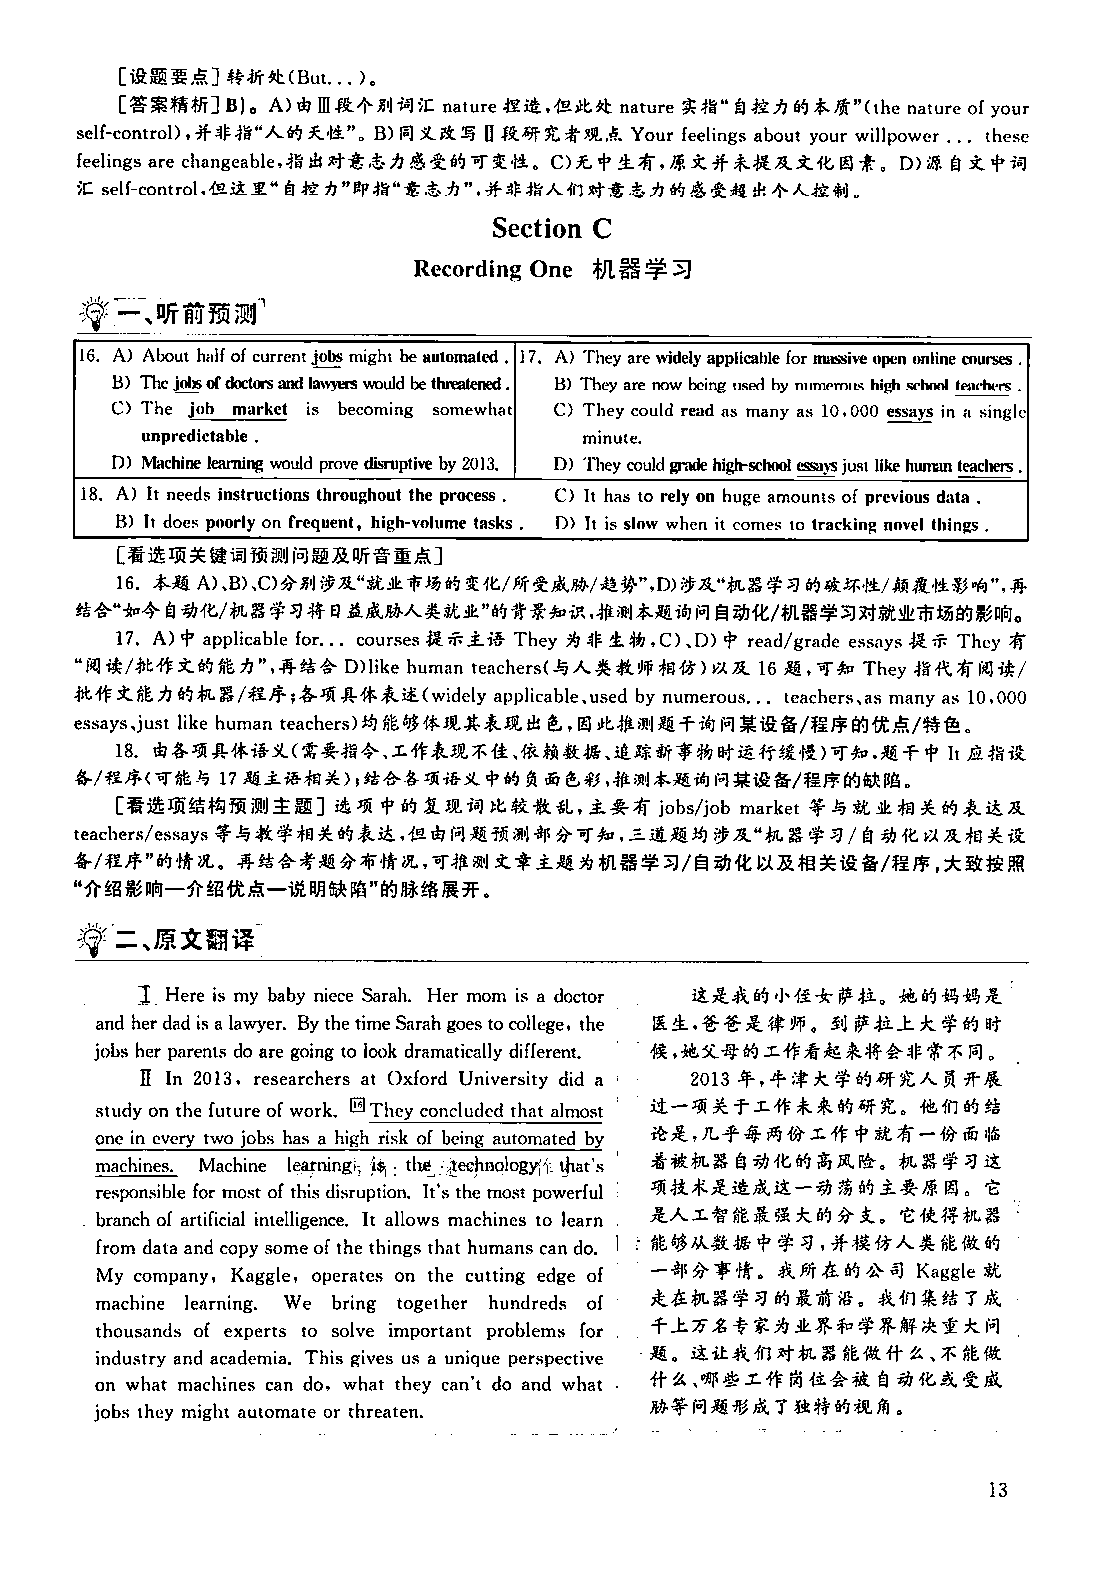 [设题要点] 转折处(But...)。
[答案精析] B)。A)由Ⅲ段个别词汇 nature 捏造,但此处 nature 实指“自控力的本质”(the nature of your
self-control),并非指“人的天性”。B)同义改写Ⅱ段研究者观点 Your feelings about your willpower ... these
feelings are changeable,指出对意志力感受的可变性。C)无中生有,原文并未提及文化因素。D)源自文中词
汇 self-control,但这里“自控力”即指“意志力”,并非指人们对意志力的感受超出个人控制。
Section C
Recording One 机器学习
一、听前预测
16. A) About half of current jobs might be automated.
B) The jobs of doctors and lawyers would be threatened.
C) The job market is becoming somewhat
unpredictable.
D) Machine learning would prove disruptive by 2013.
17. A) They are widely applicable for massive open online courses.
B) They are now being used by numerous high school teachers.
C) They could read as many as 10,000 essays in a single
minute.
D) They could grade high-school essays just like human teachers.
18. A) It needs instructions throughout the process.
B) It does poorly on frequent, high-volume tasks.
C) It has to rely on huge amounts of previous data.
D) It is slow when it comes to tracking novel things.
[看选项关键词预测问题及听音重点]
16. 本题 A)、B)、C)分别涉及“就业市场的变化/所受威胁/趋势”,D)涉及“机器学习的破坏性/颠覆性影响”,再
结合“如今自动化/机器学习将日益威胁人类就业”的背景知识,推测本题询问自动化/机器学习对就业市场的影响。
17. A)中 applicable for... courses 提示主语 They 为非生物,C)、D)中 read/grade essays 提示 They 有
“阅读/批作文的能力”,再结合 D)like human teachers(与人类教师相仿)以及 16 题,可知 They 指代有阅读/
批作文能力的机器/程序;各项具体表述(widely applicable、used by numerous... teachers、as many as 10,000
essays、just like human teachers)均能够体现其表现出色,因此推测题干询问某设备/程序的优点/特色。
18. 由各项具体语义(需要指令、工作表现不佳、依赖数据、追踪新事物时运行缓慢)可知,题干中 It 应指设
备/程序(可能与 17 题主语相关);结合各项语义中的负面色彩,推测本题询问某设备/程序的缺陷。
[看选项结构预测主题] 选项中的复现词比较散乱,主要有 jobs/job market 等与就业相关的表达及
teachers/essays 等与教学相关的表达,但由问题预测部分可知,三道题均涉及“机器学习/自动化以及相关设
备/程序”的情况。再结合考题分布情况,可推测文章主题为机器学习/自动化以及相关设备/程序,大致按照
“介绍影响—介绍优点—说明缺陷”的脉络展开。
二、原文翻译
Ⅰ Here is my baby niece Sarah. Her mom is a doctor
and her dad is a lawyer. By the time Sarah goes to college, the
jobs her parents do are going to look dramatically different.
Ⅱ In 2013, researchers at Oxford University did a
study on the future of work. [16] They concluded that almost
one in every two jobs has a high risk of being automated by
machines. Machine learning is the technology that's
responsible for most of this disruption. It's the most powerful
branch of artificial intelligence. It allows machines to learn
from data and copy some of the things that humans can do.
My company, Kaggle, operates on the cutting edge of
machine learning. We bring together hundreds of
thousands of experts to solve important problems for
industry and academia. This gives us a unique perspective
on what machines can do, what they can't do and what
jobs they might automate or threaten.
这是我的小侄女萨拉。她的妈妈是
医生,爸爸是律师。到萨拉上大学的时
候,她父母的工作看起来将会非常不同。
2013 年,牛津大学的研究人员开展
过一项关于工作未来的研究。他们的结
论是,几乎每两份工作中就有一份面临
着被机器自动化的高风险。机器学习这
项技术是造成这一动荡的主要原因。它
是人工智能最强大的分支。它使得机器
能够从数据中学习,并模仿人类能做的
一部分事情。我所在的公司 Kaggle 就
走在机器学习的最前沿。我们集结了成
千上万名专家为业界和学界解决重大问
题。这让我们对机器能做什么、不能做
什么、哪些工作岗位会被自动化或受威
胁等问题形成了独特的视角。
13